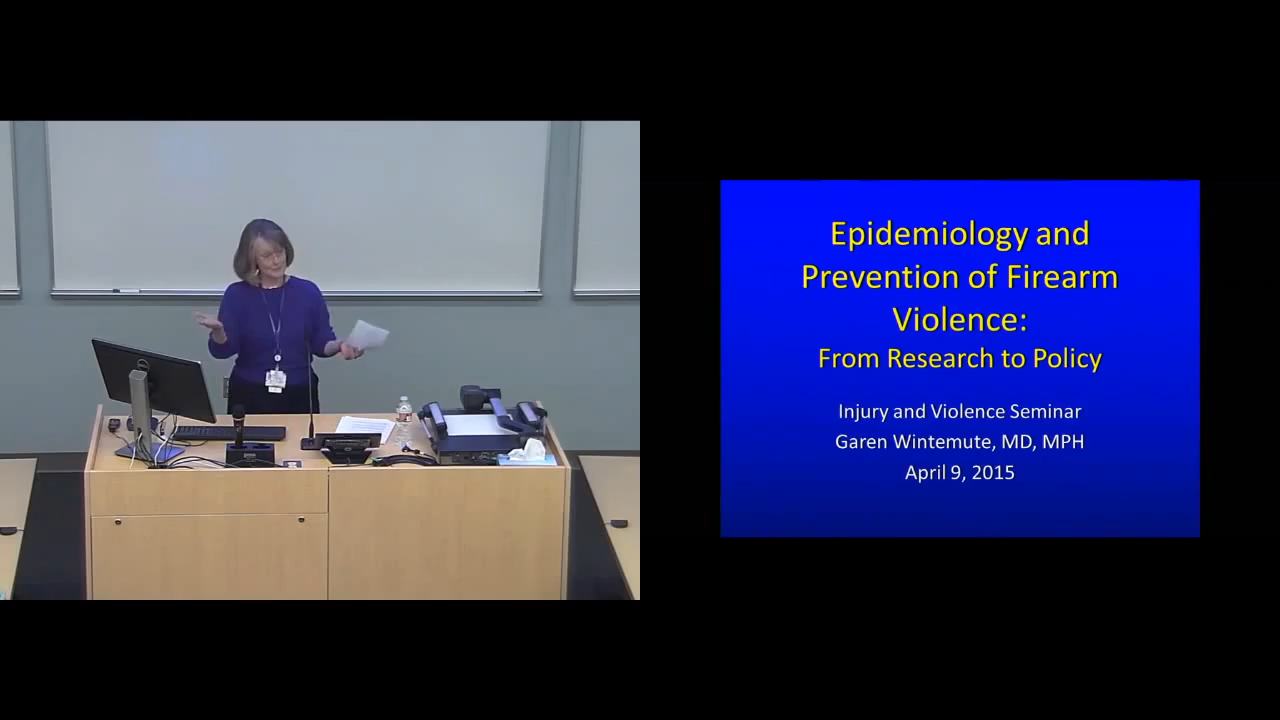 Epidemiology and
Prevention of Firearm
Violence:
From Research to Policy
Injury and Violence Seminar
Garen Wintemute, MD, MPH
April 9, 2015